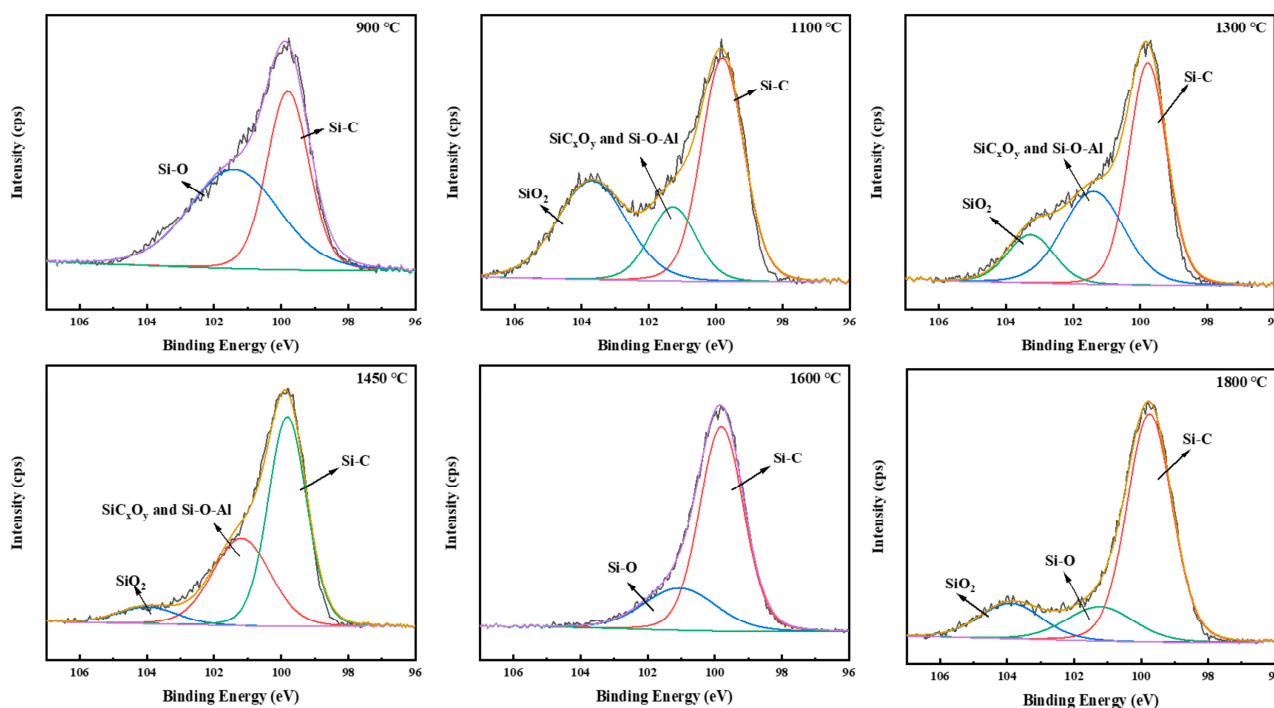 900 °C
Intensity (cps)
Si-O
Si-C
106 104 102 100 98 96
Binding Energy (eV)
1100 °C
Intensity (cps)
Si-C
SiCxOy and Si-O-Al
SiO2
106 104 102 100 98 96
Binding Energy (eV)
1300 °C
Intensity (cps)
Si-C
SiCxOy and Si-O-Al
SiO2
106 104 102 100 98 96
Binding Energy (eV)
1450 °C
Intensity (cps)
Si-C
SiCxOy and Si-O-Al
SiO2
106 104 102 100 98 96
Binding Energy (eV)
1600 °C
Intensity (cps)
Si-C
Si-O
106 104 102 100 98 96
Binding Energy (eV)
1800 °C
Intensity (cps)
Si-C
Si-O
SiO2
106 104 102 100 98 96
Binding Energy (eV)